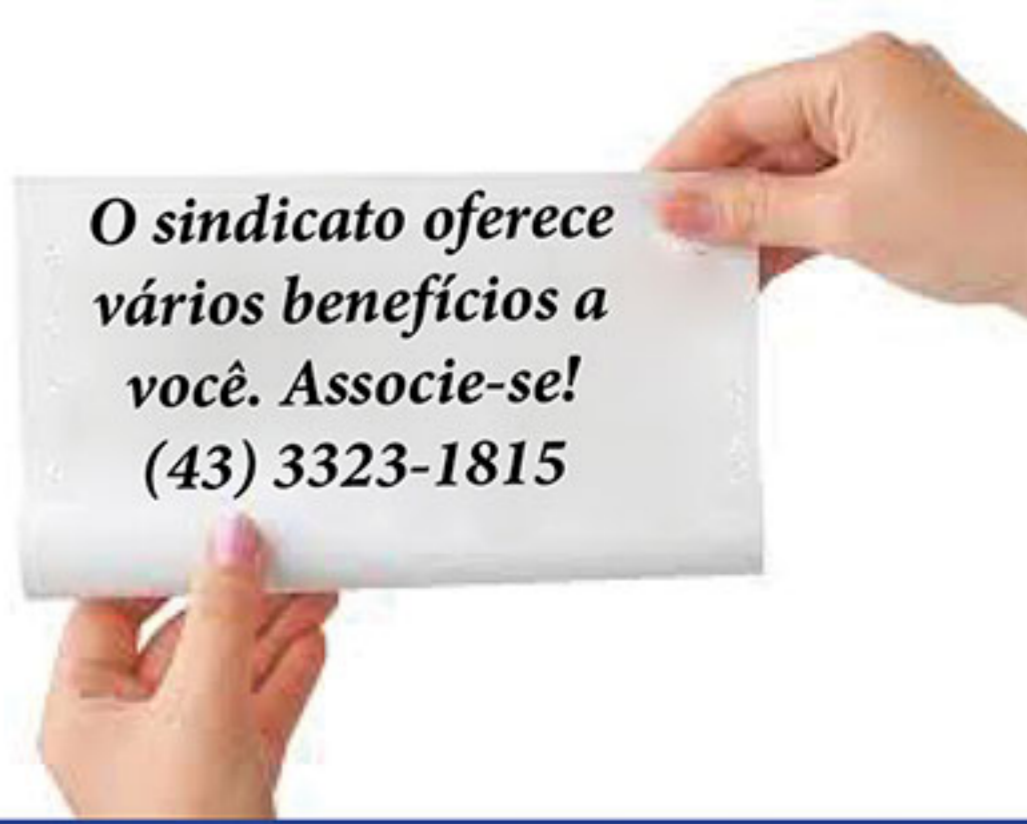 O sindicato oferece
vários benefícios a
você. Associe-se!
(43) 3323-1815